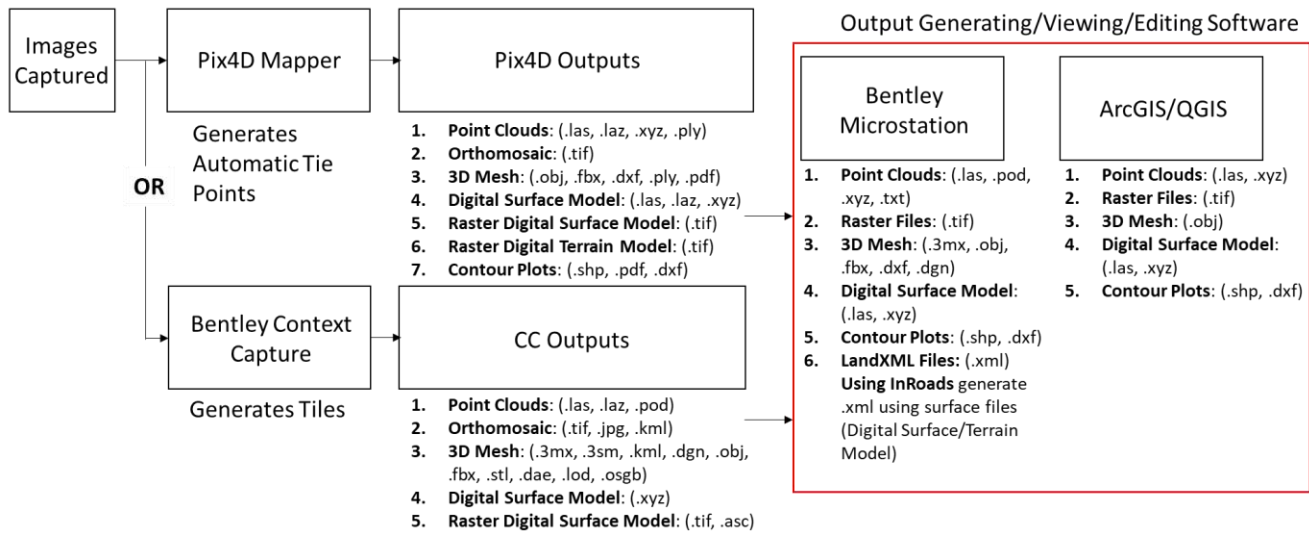 Output Generating/Viewing/Editing Software
Images
Captured
Pix4D Mapper
Pix4D Outputs
Generates
Automatic Tie
Points
OR
1. Point Clouds: (.las, .laz, .xyz, .ply)
2. Orthomosaic: (.tif)
3. 3D Mesh: (.obj, .fbx, .dxf, .ply, .pdf)
4. Digital Surface Model: (.las, .laz, .xyz)
5. Raster Digital Surface Model: (.tif)
6. Raster Digital Terrain Model: (.tif)
7. Contour Plots: (.shp, .pdf, .dxf)
Bentley Context
Capture
CC Outputs
Generates Tiles
1. Point Clouds: (.las, .laz, .pod)
2. Orthomosaic: (.tif, .jpg, .kml)
3. 3D Mesh: (.3mx, .3sm, .kml, .dgn, .obj,
.fbx, .stl, .dae, .lod, .osgb)
4. Digital Surface Model: (.xyz)
5. Raster Digital Surface Model: (.tif, .asc)
Bentley
Microstation
1. Point Clouds: (.las, .pod,
.xyz, .txt)
2. Raster Files: (.tif)
3. 3D Mesh: (.3mx, .obj,
.fbx, .dxf, .dgn)
4. Digital Surface Model:
(.las, .xyz)
5. Contour Plots: (.shp, .dxf)
6. LandXML Files: (.xml)
Using InRoads generate
.xml using surface files
(Digital Surface/Terrain
Model)
ArcGIS/QGIS
1. Point Clouds: (.las, .xyz)
2. Raster Files: (.tif)
3. 3D Mesh: (.obj)
4. Digital Surface Model:
(.las, .xyz)
5. Contour Plots: (.shp, .dxf)